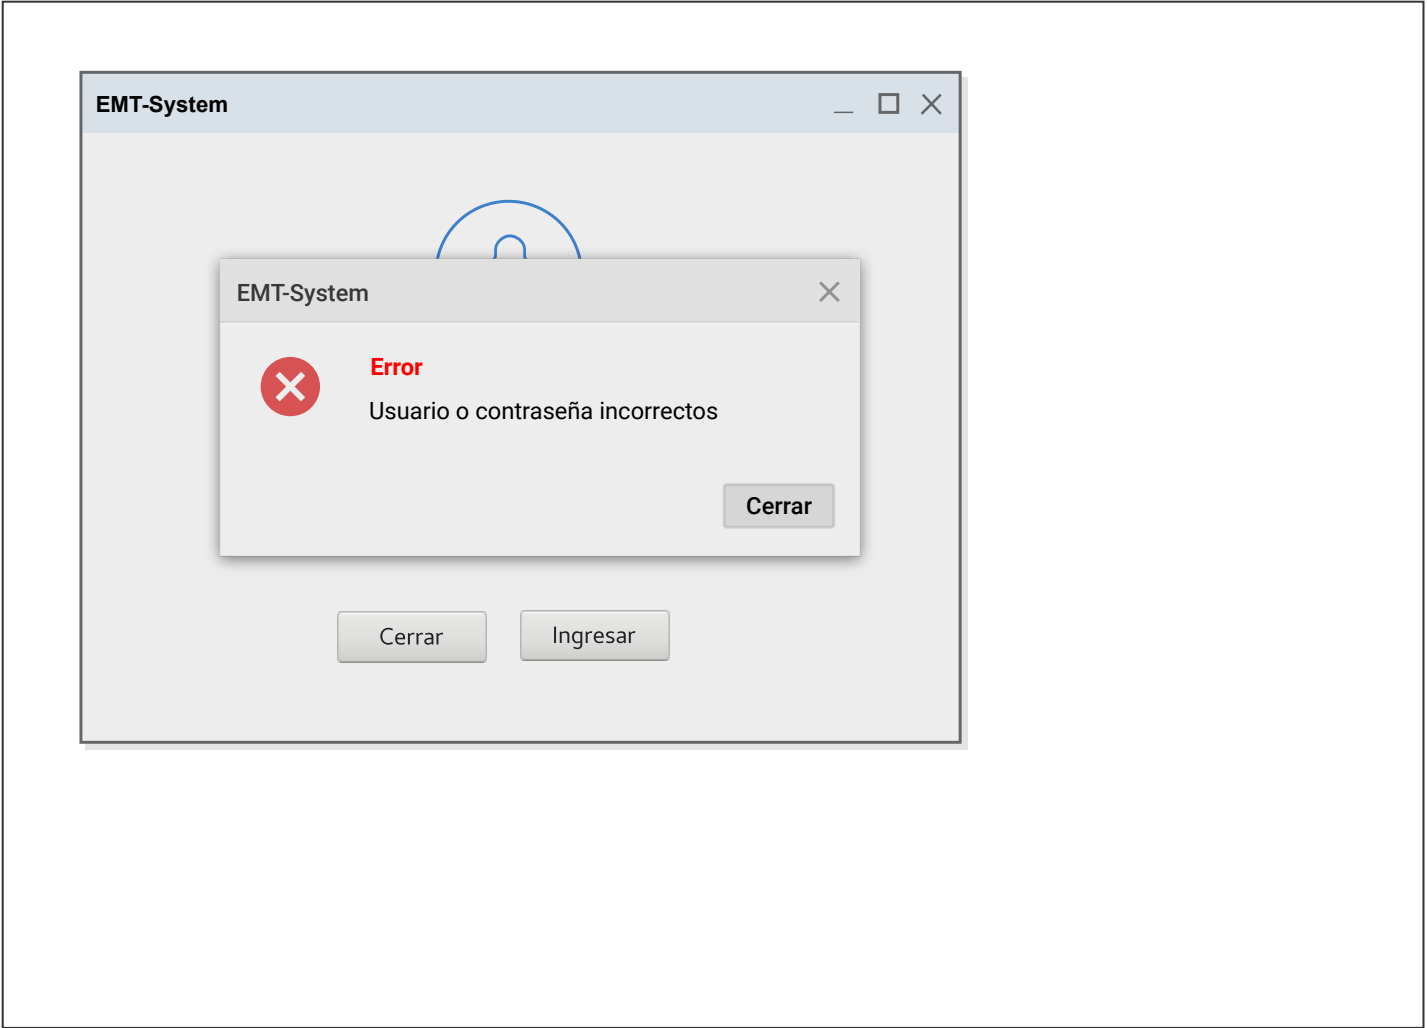 EMT-System
EMT-System
Error
Usuario o contraseña incorrectos
Cerrar
Cerrar
Ingresar